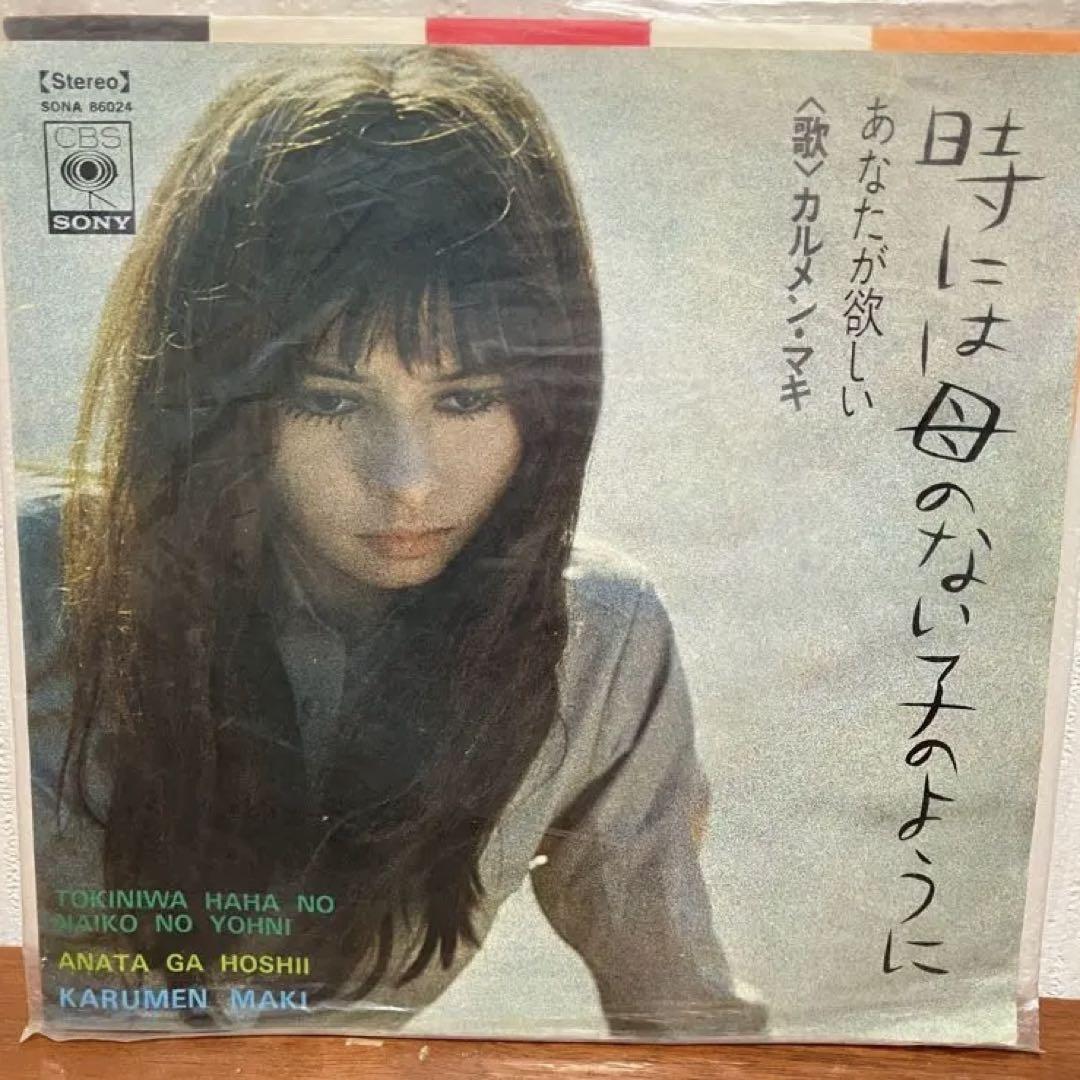 【Stereo】
SONA 86024
CBS
SONY
時には母のない子のように
あなたが欲しい
〈歌〉カルメン・マキ
TOKINIWA HAHA NO
NAIKO NO YOHNI
ANATA GA HOSHII
KARUMEN MAKI